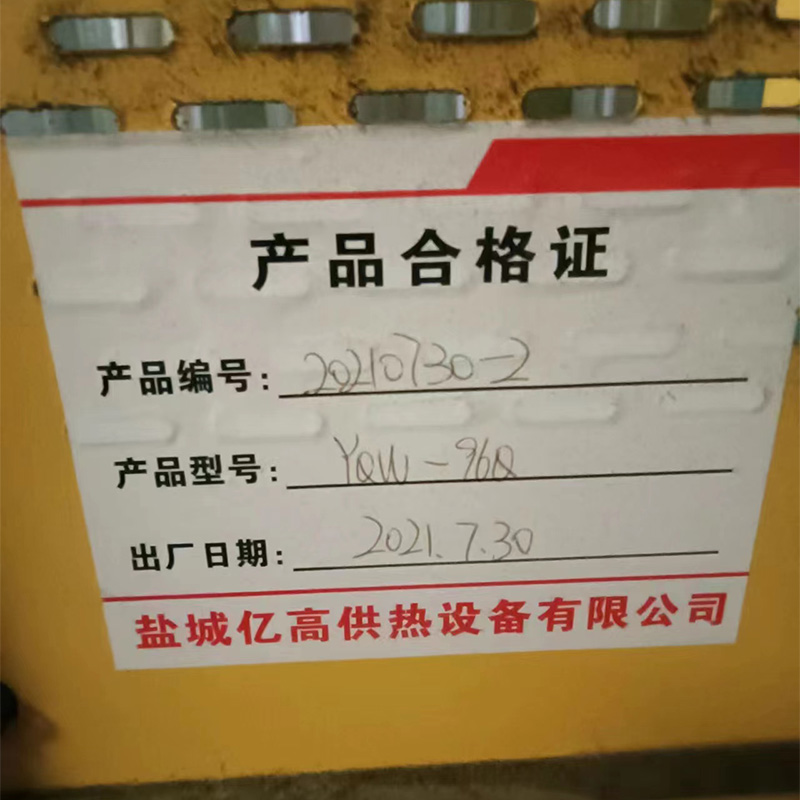 产品合格证
产品编号: 20210730-2
产品型号: YQW-96Q
出厂日期: 2021.7.30
盐城亿高供热设备有限公司